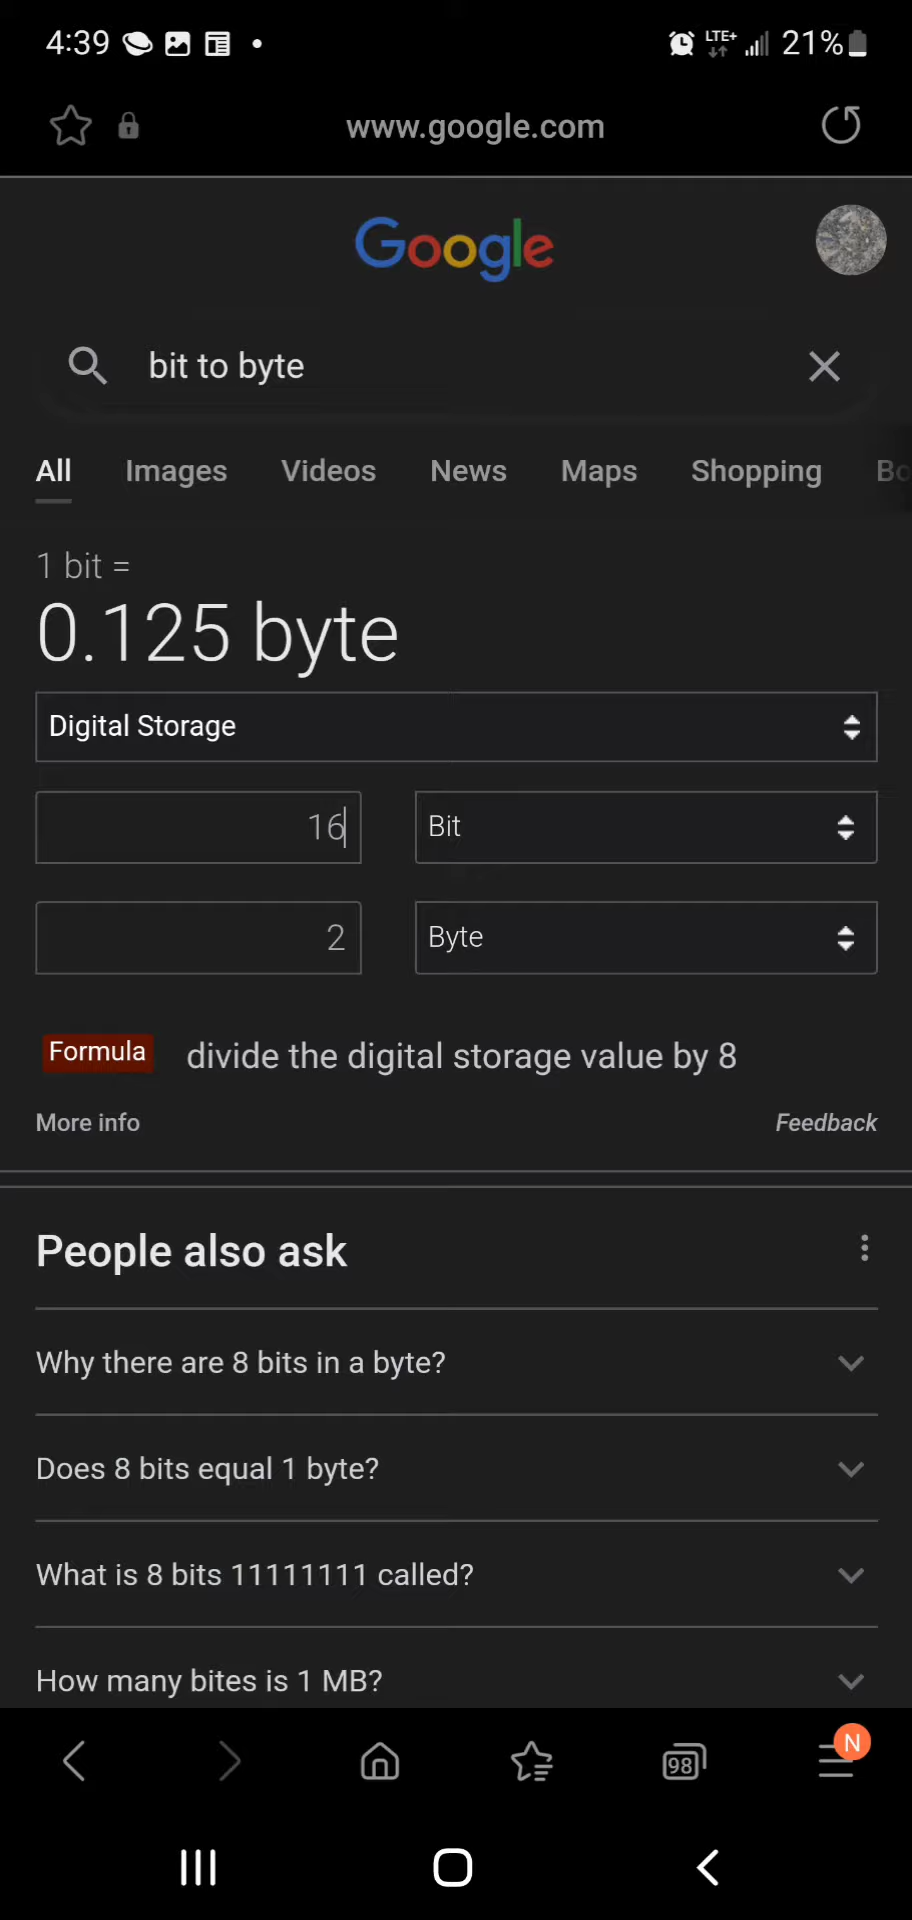 4:39 LTE+ 21%
www.google.com
Google
bit to byte
All Images Videos News Maps Shopping Bo
1 bit =
0.125 byte
Digital Storage
16 Bit
2 Byte
Formula divide the digital storage value by 8
More info Feedback
People also ask
Why there are 8 bits in a byte?
Does 8 bits equal 1 byte?
What is 8 bits 11111111 called?
How many bites is 1 MB?
98 N